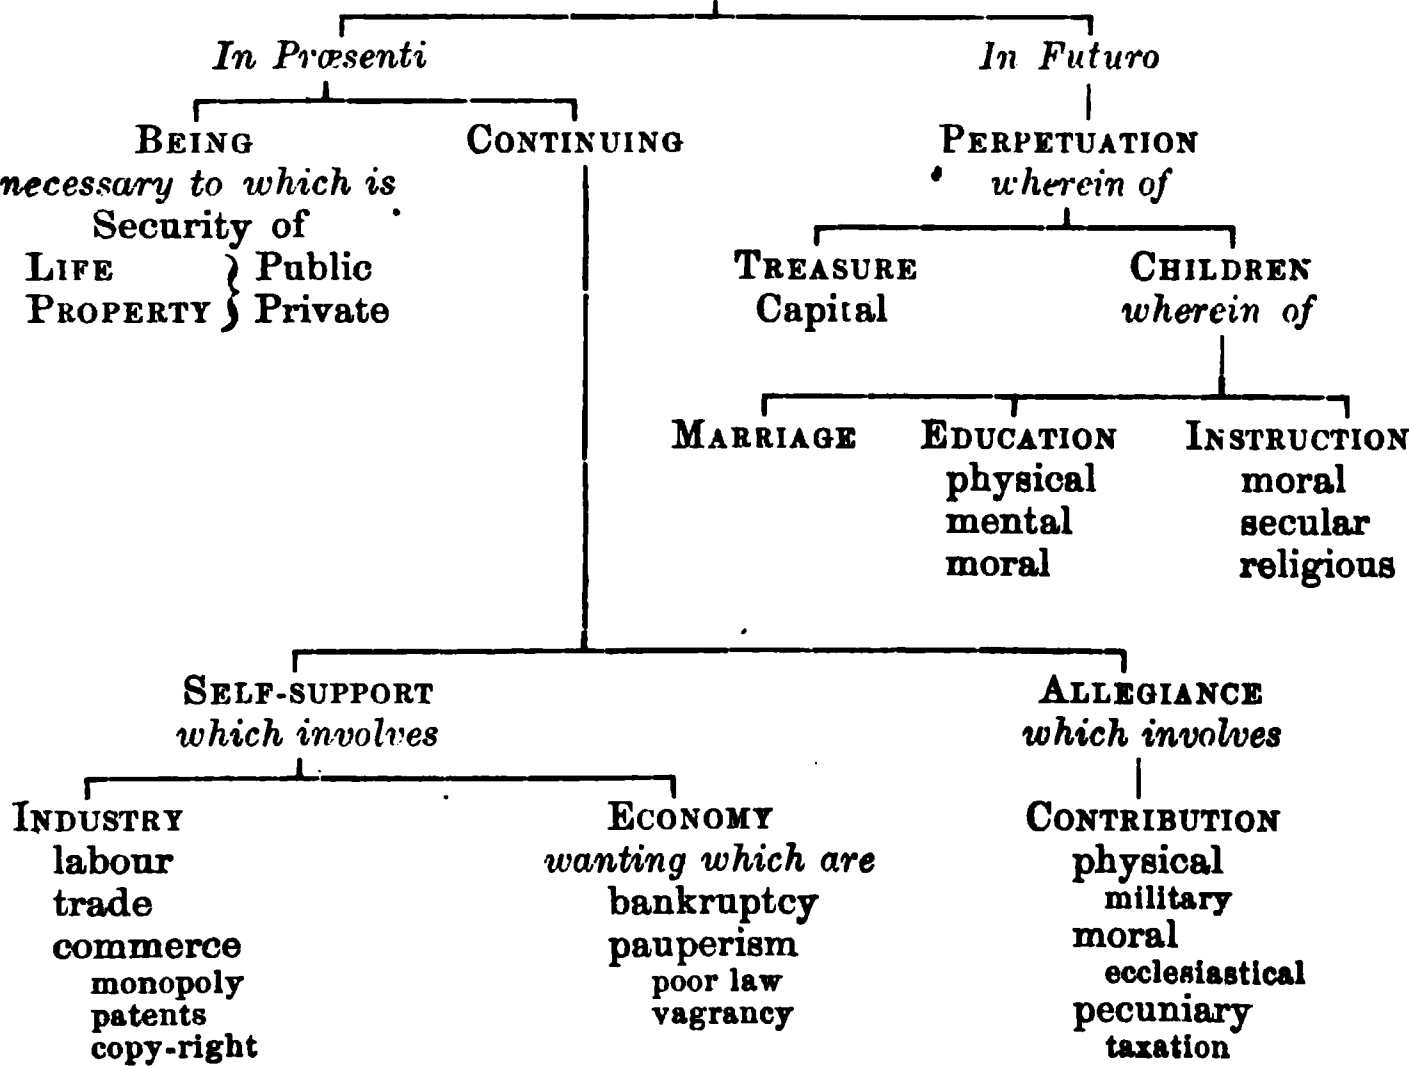 In Præsenti
In Futuro
BEING
CONTINUING
PERPETUATION
necessary to which is
wherein of
Security of
TREASURE
CHILDREN
LIFE } Public
PROPERTY } Private
Capital
wherein of
MARRIAGE
EDUCATION
INSTRUCTION
physical
moral
mental
secular
moral
religious
SELF-SUPPORT
ALLEGIANCE
which involves
which involves
INDUSTRY
ECONOMY
CONTRIBUTION
labour
wanting which are
physical
trade
bankruptcy
military
commerce
pauperism
moral
monopoly
poor law
ecclesiastical
patents
vagrancy
pecuniary
copy-right
taxation